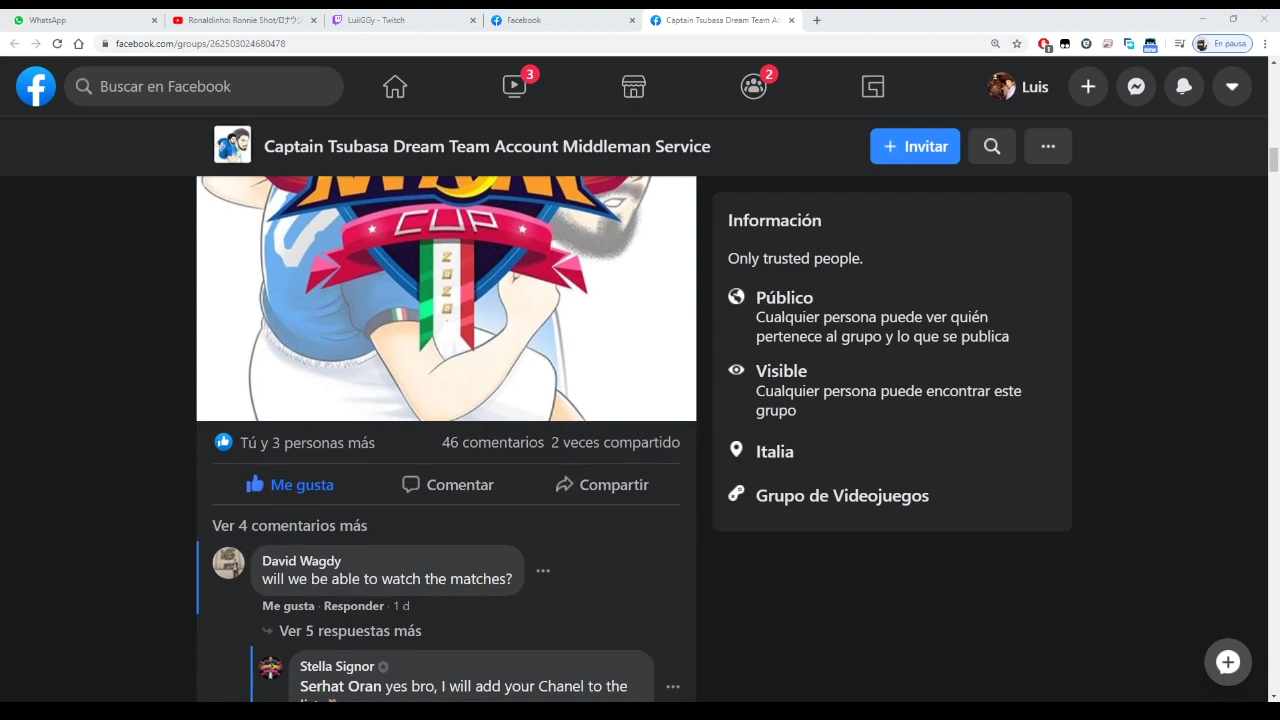 WhatsApp
Ronaldinho: Ronnie Shot/ロナウジ
LuiiGGy - Twitch
Facebook
Captain Tsubasa Dream Team Ac
facebook.com/groups/262503024680478
1
NEW
En pausa
Buscar en Facebook
3
2
Luis
Captain Tsubasa Dream Team Account Middleman Service
Invitar
CUP
2020
Información
Only trusted people.
Público
Cualquier persona puede ver quién
pertenece al grupo y lo que se publica
Visible
Cualquier persona puede encontrar este
grupo
Italia
Grupo de Videojuegos
Tú y 3 personas más
46 comentarios 2 veces compartido
Me gusta
Comentar
Compartir
Ver 4 comentarios más
David Wagdy
will we be able to watch the matches?
Me gusta · Responder · 1 d
Ver 5 respuestas más
Stella Signor
Serhat Oran yes bro, I will add your Chanel to the